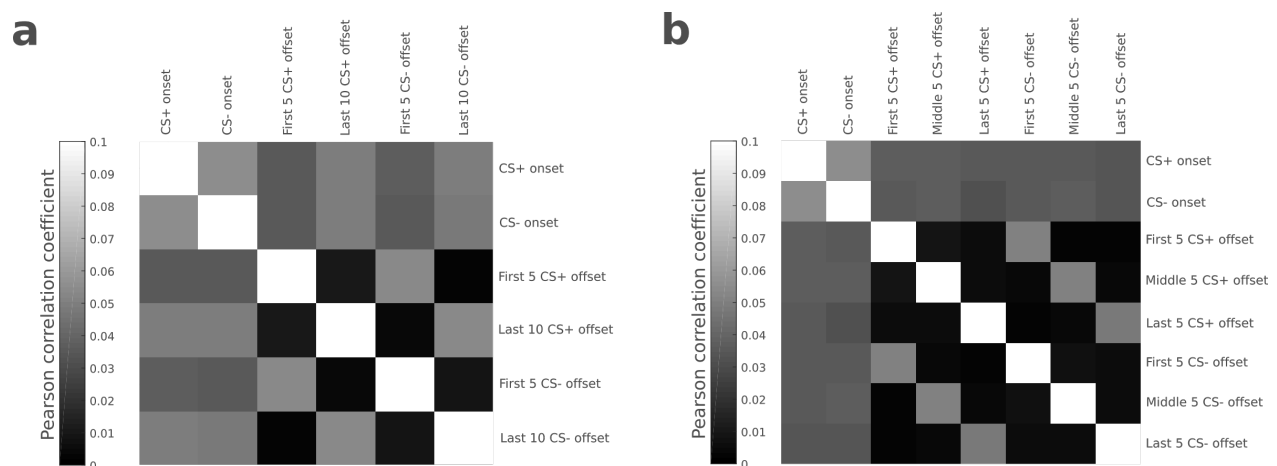 a
CS+ onset
CS- onset
First 5 CS+ offset
Last 10 CS+ offset
First 5 CS- offset
Last 10 CS- offset
Pearson correlation coefficient
0.1
0.09
0.08
0.07
0.06
0.05
0.04
0.03
0.02
0.01
0
CS+ onset
CS- onset
First 5 CS+ offset
Last 10 CS+ offset
First 5 CS- offset
Last 10 CS- offset
b
CS+ onset
CS- onset
First 5 CS+ offset
Middle 5 CS+ offset
Last 5 CS+ offset
First 5 CS- offset
Middle 5 CS- offset
Last 5 CS- offset
Pearson correlation coefficient
0.1
0.09
0.08
0.07
0.06
0.05
0.04
0.03
0.02
0.01
0
CS+ onset
CS- onset
First 5 CS+ offset
Middle 5 CS+ offset
Last 5 CS+ offset
First 5 CS- offset
Middle 5 CS- offset
Last 5 CS- offset